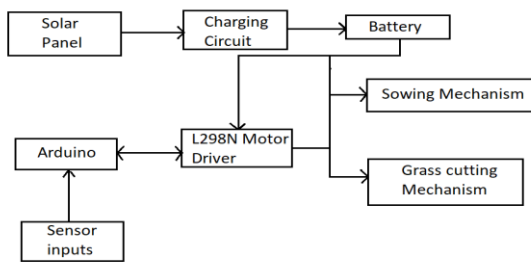 Solar
Panel
Charging
Circuit
Battery
Sowing Mechanism
L298N Motor
Driver
Arduino
Grass cutting
Mechanism
Sensor
inputs